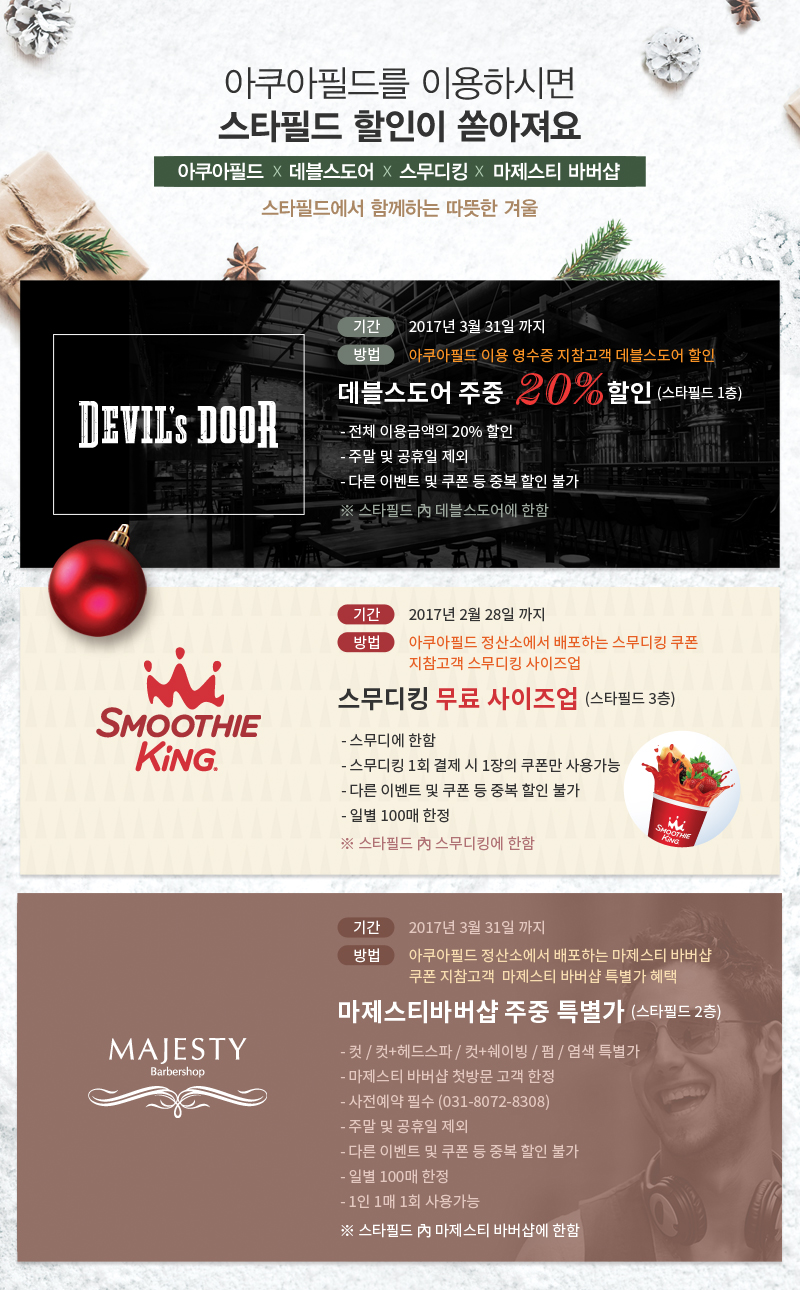 아쿠아필드를 이용하시면
스타필드 할인이 쏟아져요
아쿠아필드 X 데블스도어 X 스무디킹 X 마제스티 바버샵
스타필드에서 함께하는 따뜻한 겨울
DEVIL's DOOR
기간 2017년 3월 31일 까지
방법 아쿠아필드 이용 영수증 지참고객 데블스도어 할인
데블스도어 주중 20%할인 (스타필드 1층)
- 전체 이용금액의 20% 할인
- 주말 및 공휴일 제외
- 다른 이벤트 및 쿠폰 등 중복 할인 불가
※ 스타필드 內 데블스도어에 한함
SMOOTHIE
KING.
기간 2017년 2월 28일 까지
방법 아쿠아필드 정산소에서 배포하는 스무디킹 쿠폰
지참고객 스무디킹 사이즈업
스무디킹 무료 사이즈업 (스타필드 3층)
- 스무디에 한함
- 스무디킹 1회 결제 시 1장의 쿠폰만 사용가능
- 다른 이벤트 및 쿠폰 등 중복 할인 불가
- 일별 100매 한정
※ 스타필드 內 스무디킹에 한함
SMOOTHIE
KING
MAJESTY
Barbershop
기간 2017년 3월 31일 까지
방법 아쿠아필드 정산소에서 배포하는 마제스티 바버샵
쿠폰 지참고객 마제스티 바버샵 특별가 혜택
마제스티바버샵 주중 특별가 (스타필드 2층)
- 컷 / 컷+헤드스파 / 컷+쉐이빙 / 펌 / 염색 특별가
- 마제스티 바버샵 첫방문 고객 한정
- 사전예약 필수 (031-8072-8308)
- 주말 및 공휴일 제외
- 다른 이벤트 및 쿠폰 등 중복 할인 불가
- 일별 100매 한정
- 1인 1매 1회 사용가능
※ 스타필드 內 마제스티 바버샵에 한함